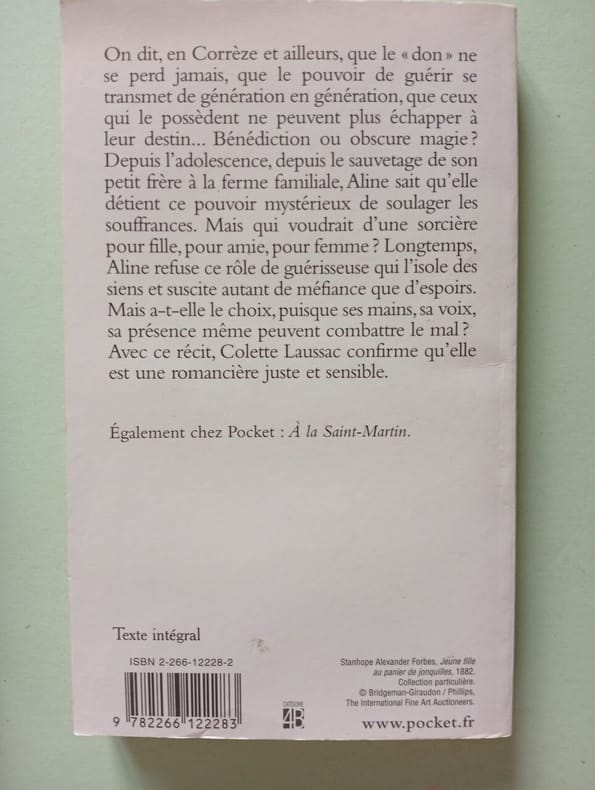 On dit, en Corrèze et ailleurs, que le « don » ne
se perd jamais, que le pouvoir de guérir se
transmet de génération en génération, que ceux
qui le possèdent ne peuvent plus échapper à
leur destin... Bénédiction ou obscure magie ?
Depuis l'adolescence, depuis le sauvetage de son
petit frère à la ferme familiale, Aline sait qu'elle
détient ce pouvoir mystérieux de soulager les
souffrances. Mais qui voudrait d'une sorcière
pour fille, pour amie, pour femme ? Longtemps,
Aline refuse ce rôle de guérisseuse qui l'isole des
siens et suscite autant de méfiance que d'espoirs.
Mais a-t-elle le choix, puisque ses mains, sa voix,
sa présence même peuvent combattre le mal ?
Avec ce récit, Colette Laussac confirme qu'elle
est une romancière juste et sensible.
Également chez Pocket : À la Saint-Martin.
Texte intégral
ISBN 2-266-12228-2
9 782266 122283
CATÉGORIE
4B
Stanhope Alexander Forbes, Jeune fille
au panier de jonquilles, 1882.
Collection particulière.
© Bridgeman-Giraudon / Phillips,
The International Fine Art Auctioneers.
www.pocket.fr